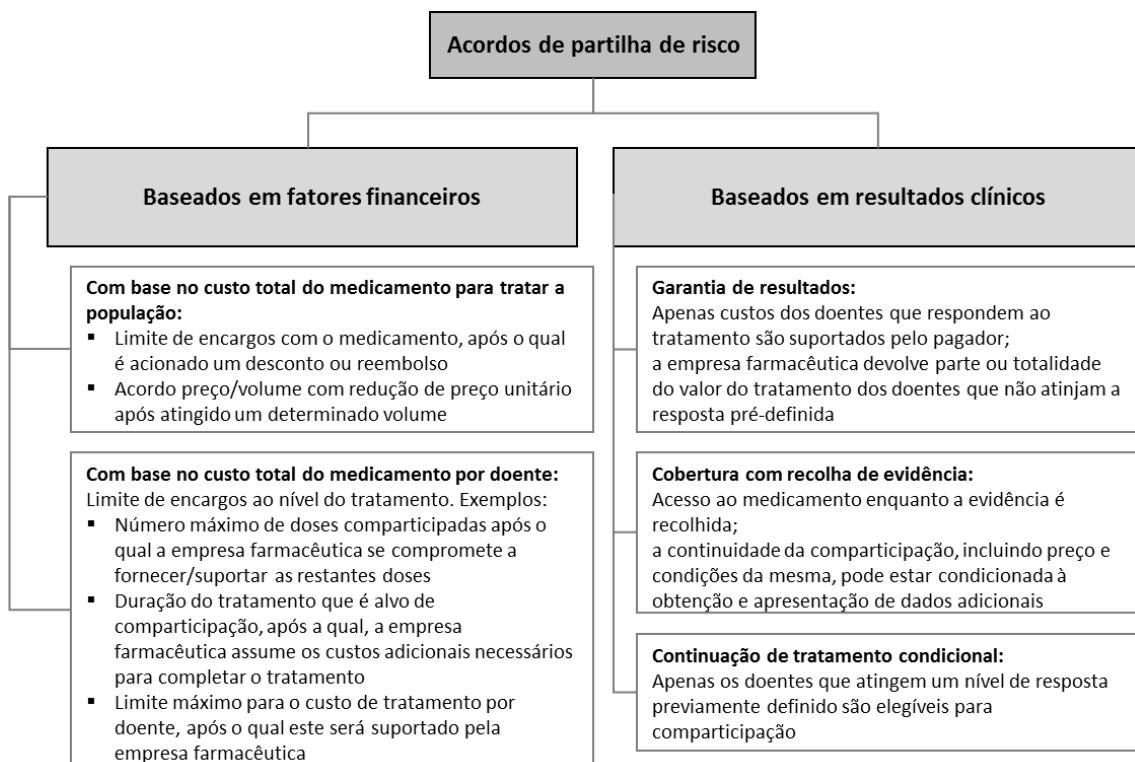 Acordos de partilha de risco
Baseados em fatores financeiros
Com base no custo total do medicamento para tratar a
população:
▪ Limite de encargos com o medicamento, após o qual
é acionado um desconto ou reembolso
▪ Acordo preço/volume com redução de preço unitário
após atingido um determinado volume
Com base no custo total do medicamento por doente:
Limite de encargos ao nível do tratamento. Exemplos:
▪ Número máximo de doses comparticipadas após o
qual a empresa farmacêutica se compromete a
fornecer/suportar as restantes doses
▪ Duração do tratamento que é alvo de
comparticipação, após a qual, a empresa
farmacêutica assume os custos adicionais necessários
para completar o tratamento
▪ Limite máximo para o custo de tratamento por
doente, após o qual este será suportado pela
empresa farmacêutica
Baseados em resultados clínicos
Garantia de resultados:
Apenas custos dos doentes que respondem ao
tratamento são suportados pelo pagador;
a empresa farmacêutica devolve parte ou totalidade
do valor do tratamento dos doentes que não atinjam a
resposta pré-definida
Cobertura com recolha de evidência:
Acesso ao medicamento enquanto a evidência é
recolhida;
a continuidade da comparticipação, incluindo preço e
condições da mesma, pode estar condicionada à
obtenção e apresentação de dados adicionais
Continuação de tratamento condicional:
Apenas os doentes que atingem um nível de resposta
previamente definido são elegíveis para
comparticipação